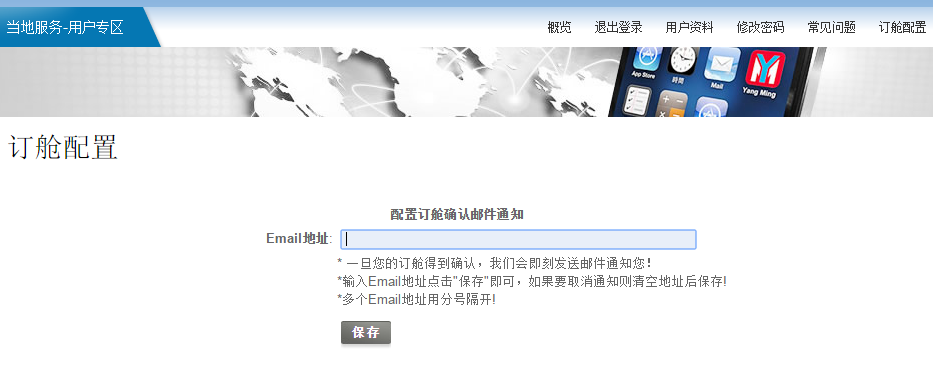 当地服务-用户专区
概览 退出登录 用户资料 修改密码 常见问题 订舱配置
App Store
時間
Mail
Yang Ming
订舱配置
配置订舱确认邮件通知
Email地址:
* 一旦您的订舱得到确认，我们会即刻发送邮件通知您!
*输入Email地址点击"保存"即可，如果要取消通知则清空地址后保存!
*多个Email地址用分号隔开!
保存